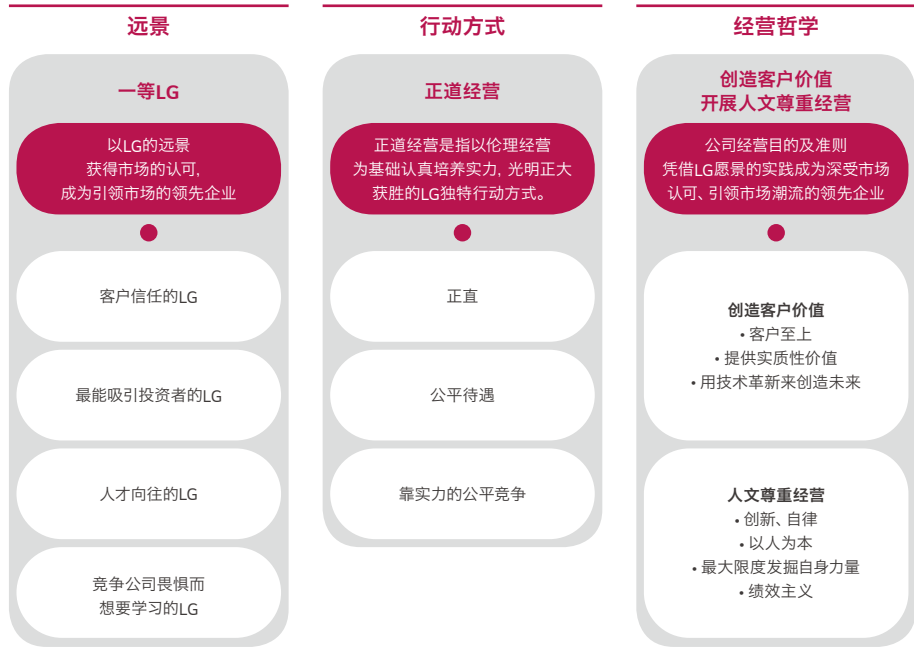 远景
一等LG
以LG的远景
获得市场的认可,
成为引领市场的领先企业
客户信任的LG
最能吸引投资者的LG
人才向往的LG
竞争公司畏惧而
想要学习的LG
行动方式
正道经营
正道经营是指以伦理经营
为基础认真培养实力, 光明正大
获胜的LG独特行动方式。
正直
公平待遇
靠实力的公平竞争
经营哲学
创造客户价值
开展人文尊重经营
公司经营目的及准则
凭借LG愿景的实践成为深受市场
认可、引领市场潮流的领先企业
创造客户价值
• 客户至上
• 提供实质性价值
• 用技术革新来创造未来
人文尊重经营
• 创新、自律
• 以人为本
• 最大限度发掘自身力量
• 绩效主义